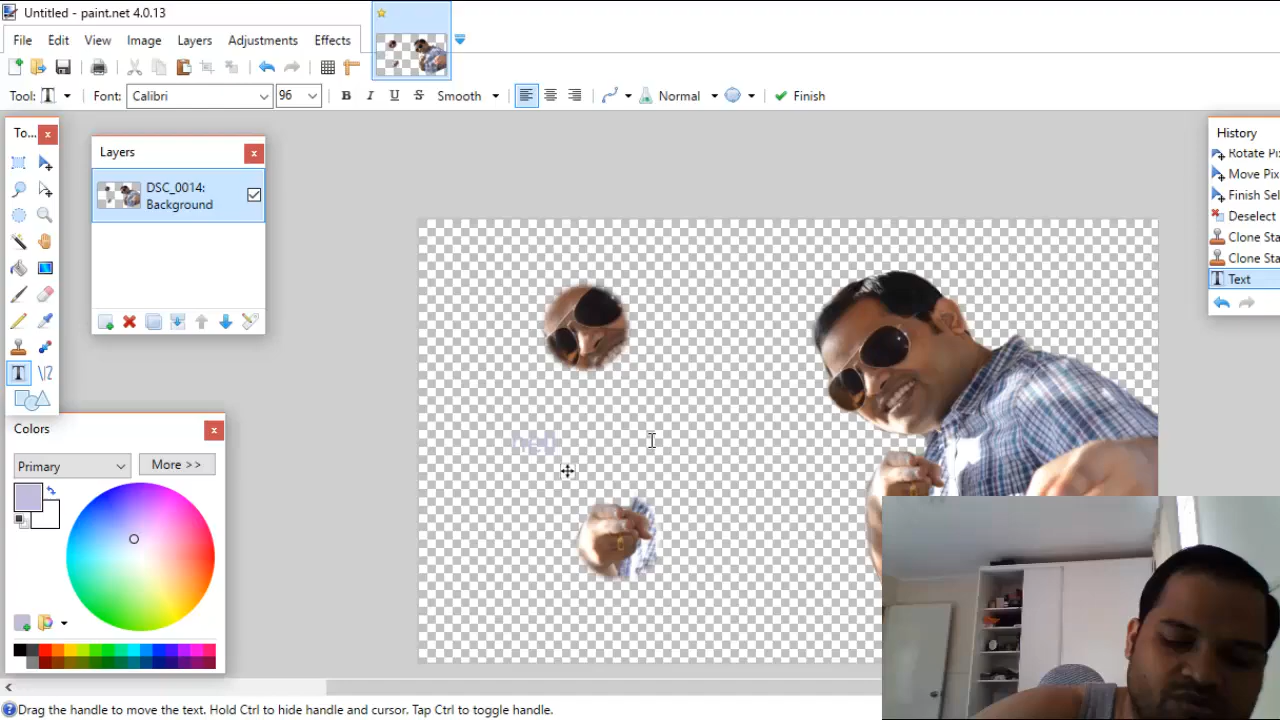 Untitled - paint.net 4.0.13
File Edit View Image Layers Adjustments Effects
Tool: T Font: Calibri 96 B I U S Smooth Normal Finish
To...
Layers
DSC_0014:
Background
History
Rotate Pi
Move Pix
Finish Sel
Deselect
Clone Sta
Clone Sta
Text
Colors
Primary
More >>
Drag the handle to move the text. Hold Ctrl to hide handle and cursor. Tap Ctrl to toggle handle.